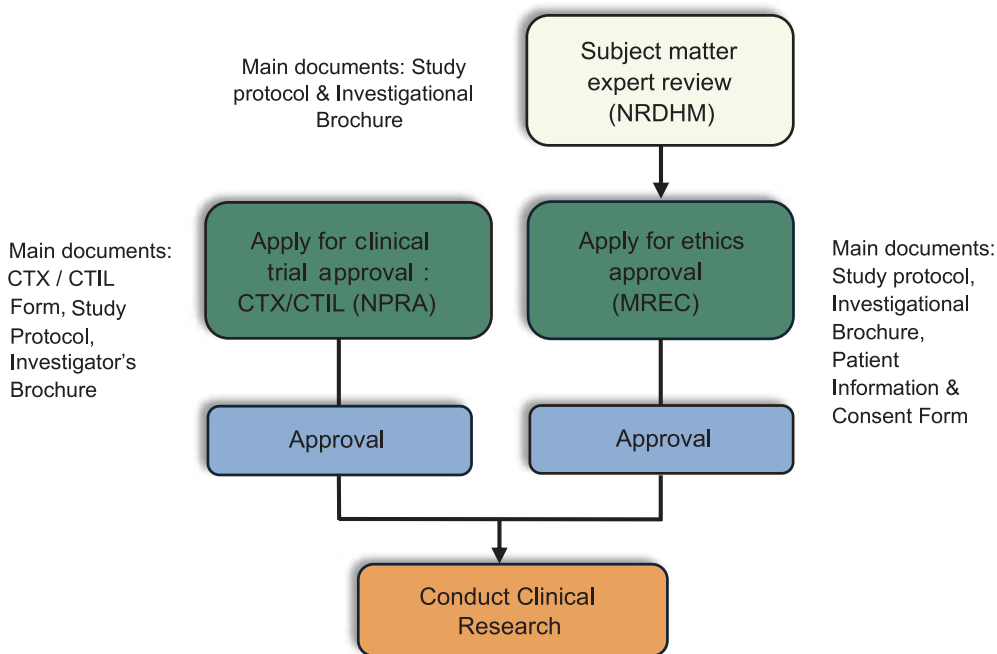 Main documents: Study
protocol & Investigational
Brochure
Subject matter
expert review
(NRDHM)
Main documents:
CTX / CTIL
Form, Study
Protocol,
Investigator's
Brochure
Apply for clinical
trial approval :
CTX/CTIL (NPRA)
Apply for ethics
approval
(MREC)
Main documents:
Study protocol,
Investigational
Brochure,
Patient
Information &
Consent Form
Approval
Approval
Conduct Clinical
Research